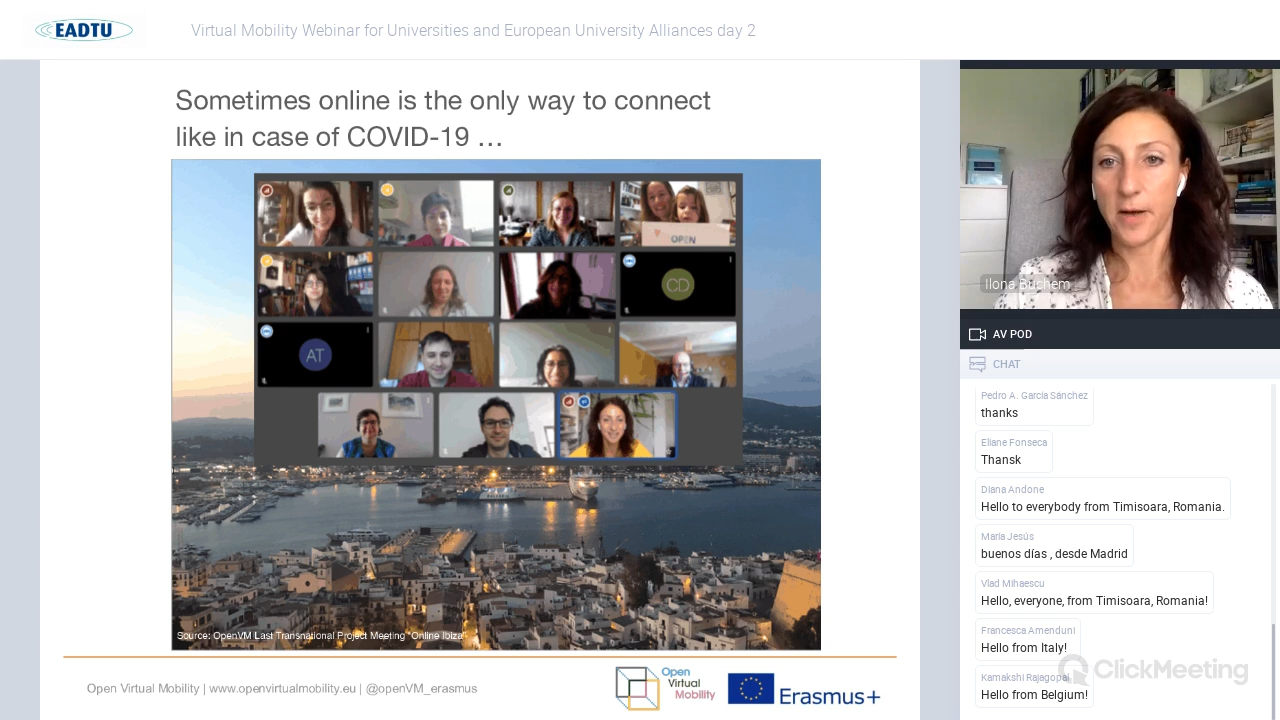 EADTU
Virtual Mobility Webinar for Universities and European University Alliances day 2
Sometimes online is the only way to connect
like in case of COVID-19 …
OPEN
CD
AT
Source: OpenVM Last Transnational Project Meeting "Online Ibiza"
Open Virtual Mobility | www.openvirtualmobility.eu | @openVM_erasmus
Open
Virtual
Mobility
Erasmus+
Ilona Buchem
AV POD
CHAT
Pedro A. García Sánchez
thanks
Eliane Fonseca
Thansk
Diana Andone
Hello to everybody from Timisoara, Romania.
María Jesús
buenos días , desde Madrid
Vlad Mihaescu
Hello, everyone, from Timisoara, Romania!
Francesca Amenduni
Hello from Italy!
Kamakshi Rajagopal
Hello from Belgium!
ClickMeeting